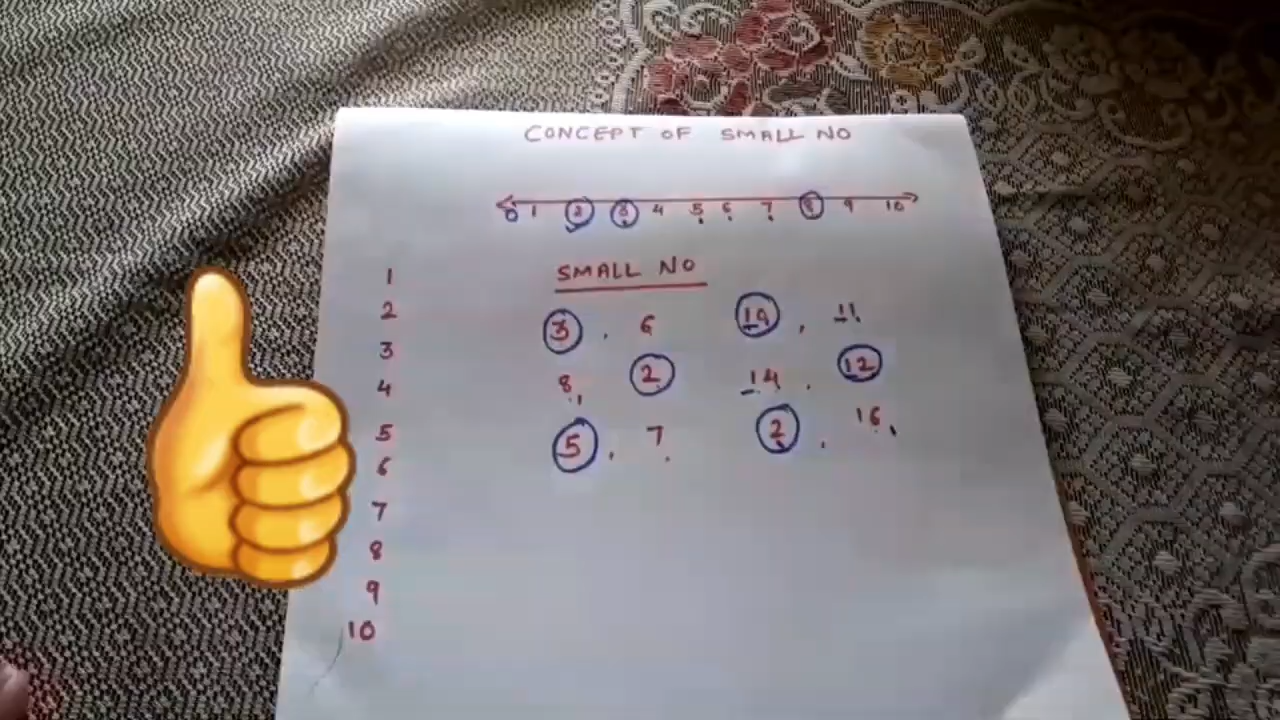 CONCEPT OF SMALL NO
0 1 2 3 4 5 6 7 8 9 10
SMALL NO
1
2
3
4
5
6
7
8
9
10
3 , 6
10 , 11
8, 2
14 , 12
5 , 7
2 , 16